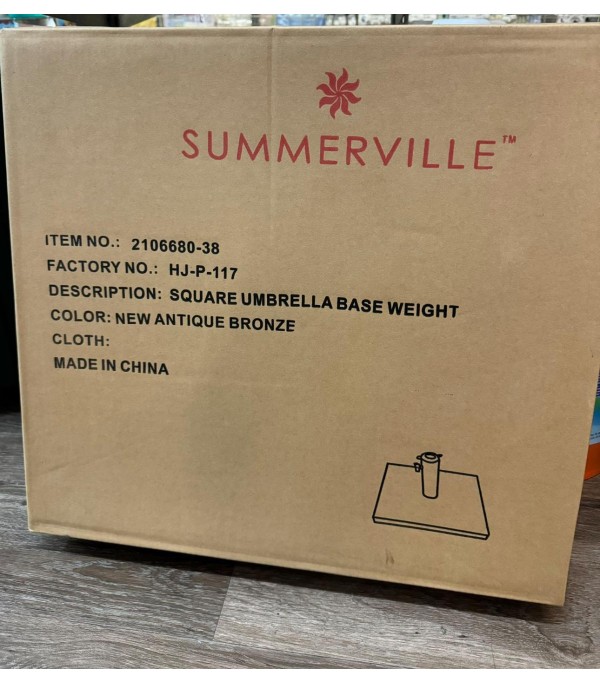 SUMMERVILLE™
ITEM NO.: 2106680-38
FACTORY NO.: HJ-P-117
DESCRIPTION: SQUARE UMBRELLA BASE WEIGHT
COLOR: NEW ANTIQUE BRONZE
CLOTH:
MADE IN CHINA